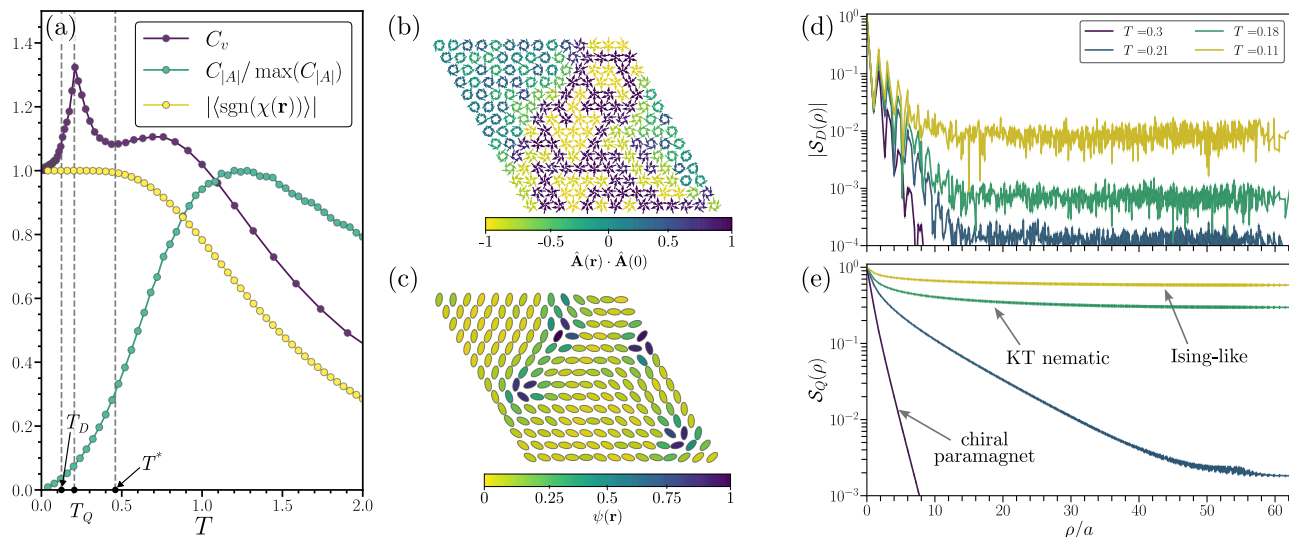 (a)
C_v
C_{|A|}/ max(C_{|A|})
|⟨sgn(χ(r))⟩|
1.4
1.2
1.0
0.8
0.6
0.4
0.2
0.0
T_D
T*
0.0
T_Q
0.5
T
1.0
1.5
2.0
(b)
-1
-0.5
0
0.5
1
Â(r) · Â(0)
(c)
0
0.25
0.5
0.75
1
ψ(r)
(d)
T =0.3
T =0.18
T =0.21
T =0.11
10^0
10^{-1}
10^{-2}
10^{-3}
10^{-4}
|S_D(ρ)|
(e)
10^0
10^{-1}
10^{-2}
10^{-3}
S_Q(ρ)
KT nematic
Ising-like
chiral
paramagnet
0
10
20
30
40
50
60
ρ/a